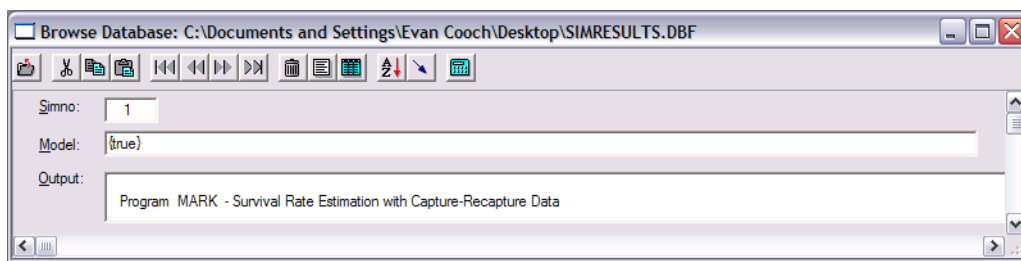 Browse Database: C:\Documents and Settings\Evan Cooch\Desktop\SIMRESULTS.DBF
Simno: 1
Model: {true}
Output:
Program MARK - Survival Rate Estimation with Capture-Recapture Data